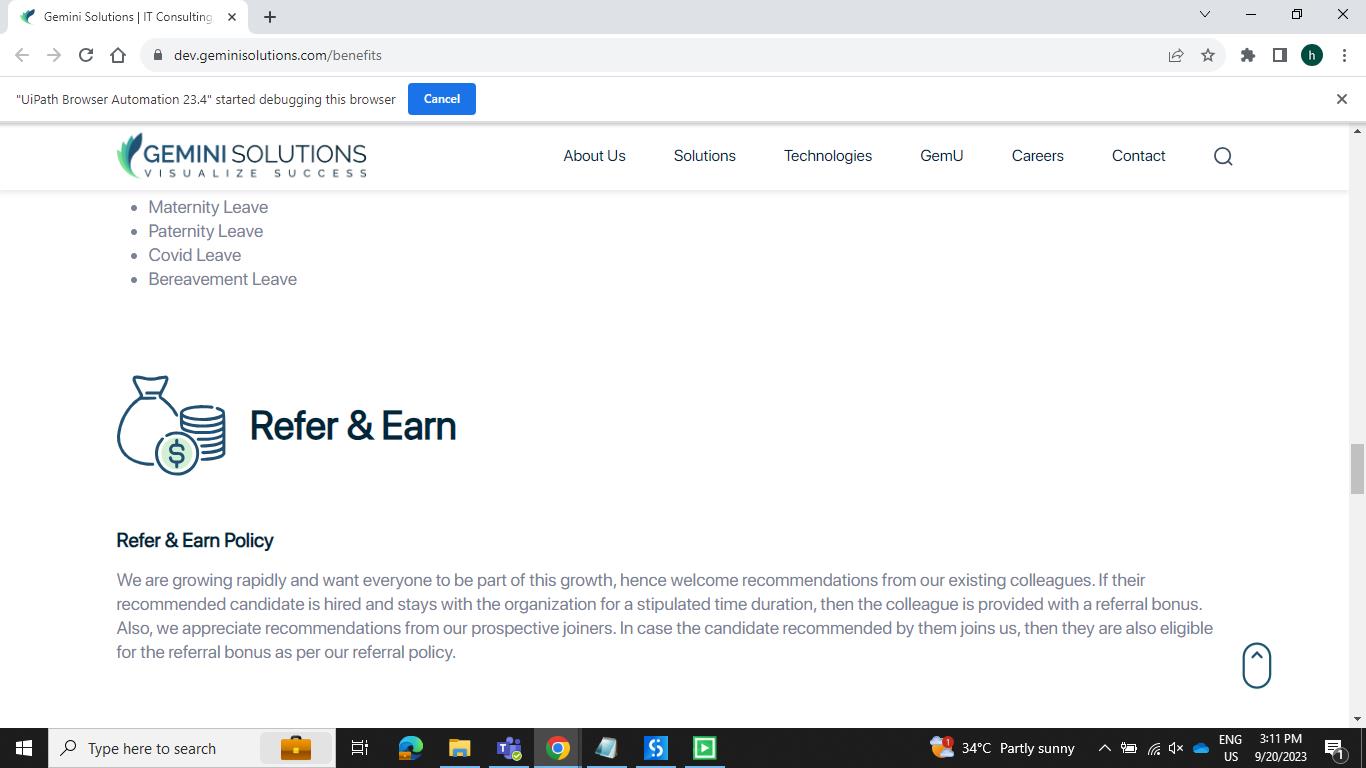 Gemini Solutions | IT Consulting
dev.geminisolutions.com/benefits
h
"UiPath Browser Automation 23.4" started debugging this browser
Cancel
GEMINI SOLUTIONS
VISUALIZE SUCCESS
About Us
Solutions
Technologies
GemU
Careers
Contact
Maternity Leave
Paternity Leave
Covid Leave
Bereavement Leave
$
Refer & Earn
Refer & Earn Policy
We are growing rapidly and want everyone to be part of this growth, hence welcome recommendations from our existing colleagues. If their
recommended candidate is hired and stays with the organization for a stipulated time duration, then the colleague is provided with a referral bonus.
Also, we appreciate recommendations from our prospective joiners. In case the candidate recommended by them joins us, then they are also eligible
for the referral bonus as per our referral policy.
Type here to search
1
34°C Partly sunny
ENG
US
3:11 PM
9/20/2023
1